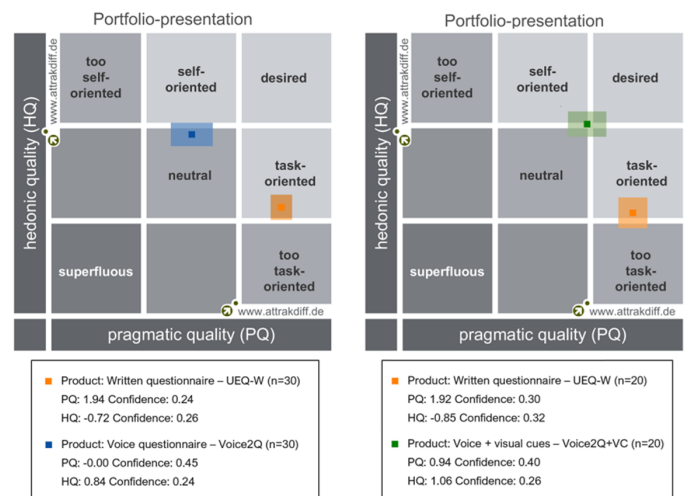 Portfolio-presentation
hedonic quality (HQ)
www.attrakdiff.de
too
self-
oriented
self-
oriented
desired
neutral
task-
oriented
superfluous
too
task-
oriented
www.attrakdiff.de
pragmatic quality (PQ)
Product: Written questionnaire – UEQ-W (n=30)
PQ: 1.94 Confidence: 0.24
HQ: -0.72 Confidence: 0.26
Product: Voice questionnaire – Voice2Q (n=30)
PQ: -0.00 Confidence: 0.45
HQ: 0.84 Confidence: 0.24
Portfolio-presentation
hedonic quality (HQ)
www.attrakdiff.de
too
self-
oriented
self-
oriented
desired
neutral
task-
oriented
superfluous
too
task-
oriented
www.attrakdiff.de
pragmatic quality (PQ)
Product: Written questionnaire – UEQ-W (n=20)
PQ: 1.92 Confidence: 0.30
HQ: -0.85 Confidence: 0.32
Product: Voice + visual cues – Voice2Q+VC (n=20)
PQ: 0.94 Confidence: 0.40
HQ: 1.06 Confidence: 0.26